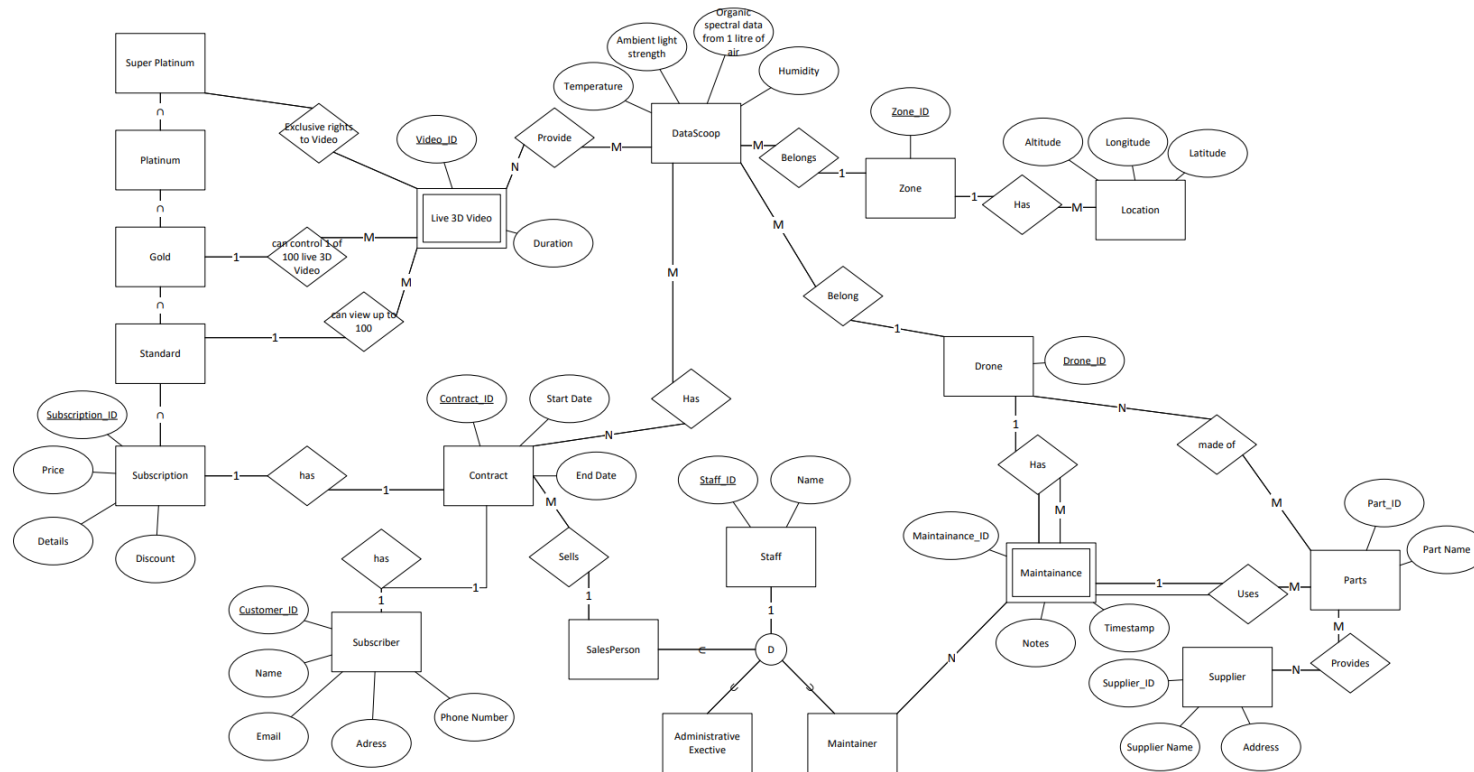 Organic
spectral data
from 1 litre of
air
Ambient light
strength
Super Platinum
Humidity
Temperature
Zone_ID
Exclusive rights
to Video
Video_ID
Provide
DataScoop
N
M
M
Belongs
1
Altitude
Longitude
Latitude
Platinum
Zone
1
Has
M
Location
Live 3D Video
M
Duration
Gold
1
can control 1 of
100 live 3D
Video
M
M
M
Belong
can view up to
100
1
1
Standard
Drone
Drone_ID
Contract_ID
Start Date
Has
N
Subscription_ID
N
1
made of
Price
Subscription
1
has
1
Contract
End Date
Has
Staff_ID
Name
M
M
M
Part_ID
Details
Discount
has
Sells
Staff
Maintainance_ID
Maintainance
1
Uses
M
Parts
Part Name
1
1
1
1
Customer_ID
Subscriber
SalesPerson
D
Notes
Timestamp
M
Name
N
Supplier_ID
Supplier
N
Provides
Email
Adress
Phone Number
Administrative
Exective
Maintainer
Supplier Name
Address